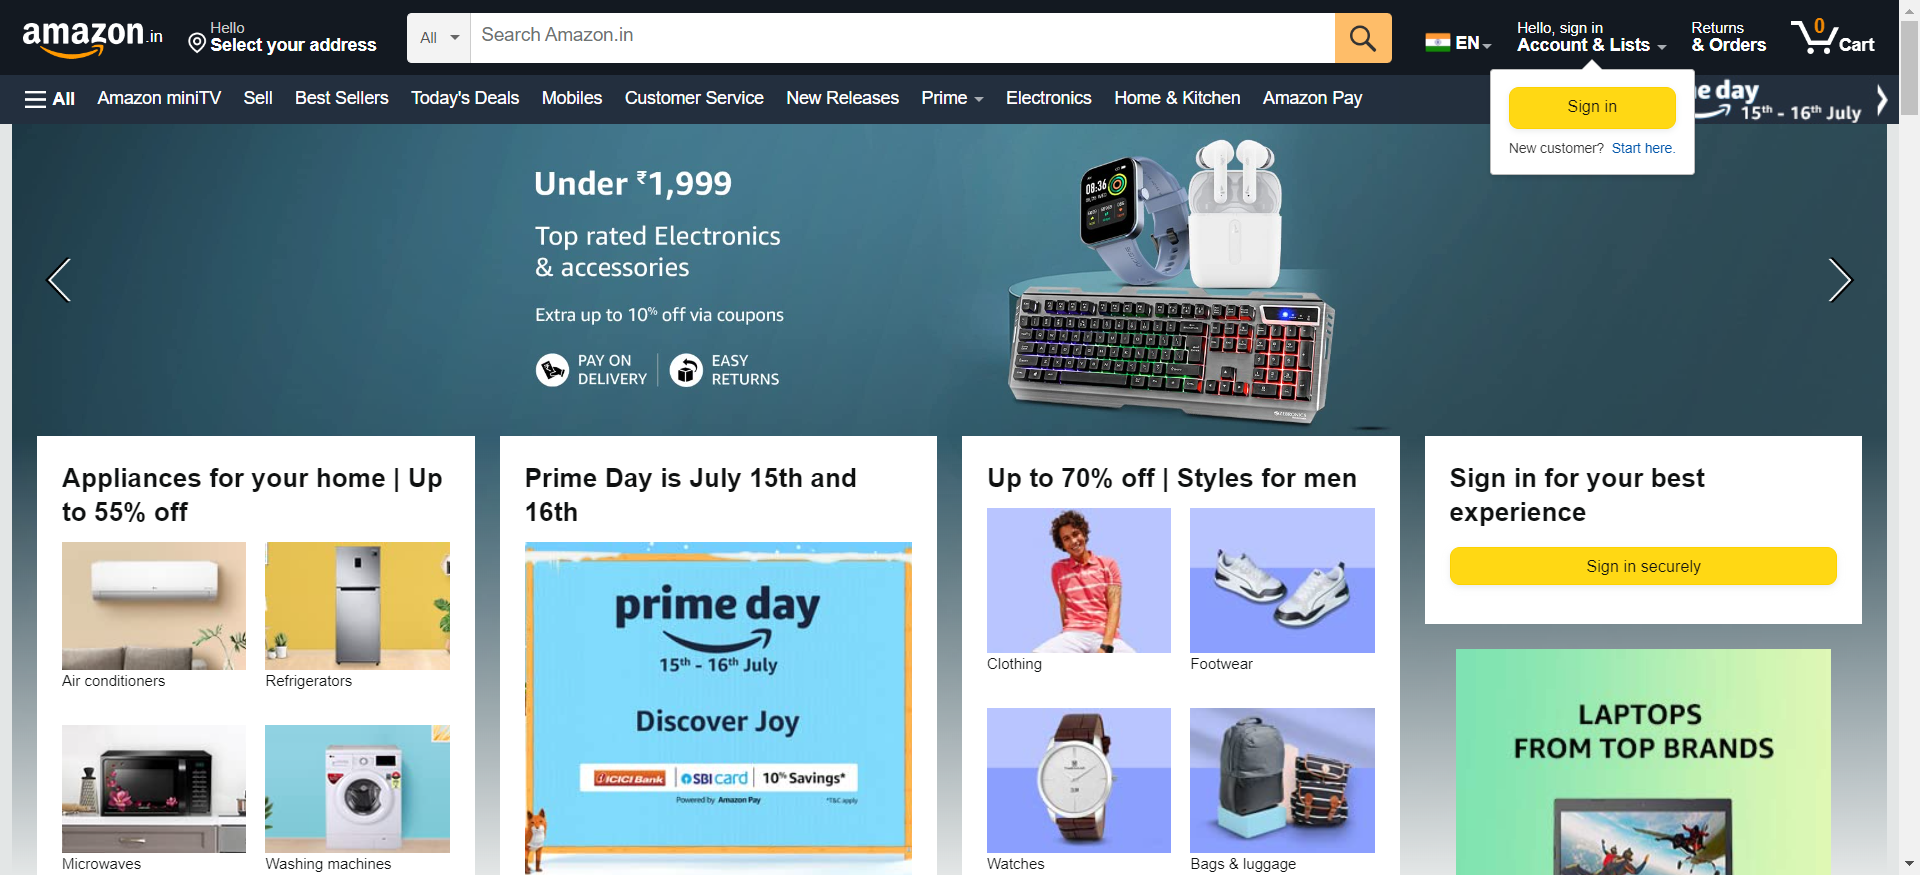 amazon.in
Hello
Select your address
All
Search Amazon.in
EN
Hello, sign in
Account & Lists
Returns
& Orders
0
Cart
All
Amazon miniTV
Sell
Best Sellers
Today's Deals
Mobiles
Customer Service
New Releases
Prime
Electronics
Home & Kitchen
Amazon Pay
e day
15th - 16th July
Sign in
New customer? Start here.
Under ₹1,999
Top rated Electronics
& accessories
Extra up to 10% off via coupons
PAY ON
DELIVERY
EASY
RETURNS
08:36
Appliances for your home | Up
to 55% off
Air conditioners
Refrigerators
Microwaves
Washing machines
Prime Day is July 15th and
16th
prime day
15th - 16th July
Discover Joy
ICICI Bank
SBI card
10% Savings*
Powered by Amazon Pay
*T&C apply
Up to 70% off | Styles for men
Clothing
Footwear
Watches
Bags & luggage
Sign in for your best
experience
Sign in securely
LAPTOPS
FROM TOP BRANDS